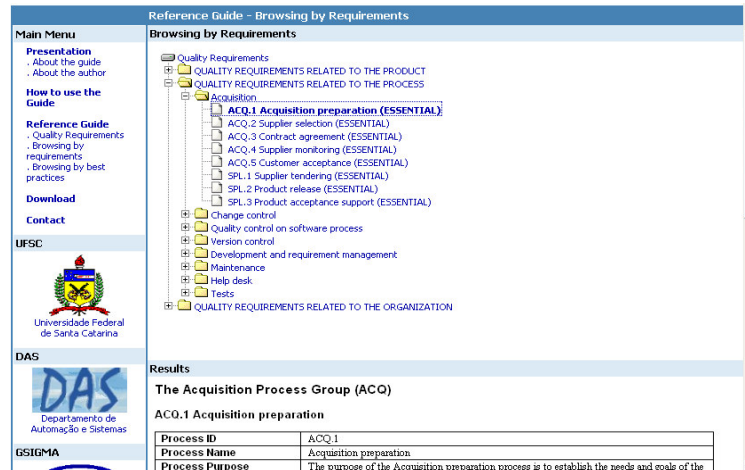 Reference Guide - Browsing by Requirements
Main Menu
Presentation
. About the guide
. About the author
How to use the
Guide
Reference Guide
. Quality Requirements
. Browsing by
requirements
. Browsing by best
practices
Download
Contact
UFSC
Universidade Federal
de Santa Catarina
DAS
DAS
Departamento de
Automação e Sistemas
GSIGMA
Browsing by Requirements
Quality Requirements
QUALITY REQUIREMENTS RELATED TO THE PRODUCT
QUALITY REQUIREMENTS RELATED TO THE PROCESS
Acquisition
ACQ.1 Acquisition preparation (ESSENTIAL)
ACQ.2 Supplier selection (ESSENTIAL)
ACQ.3 Contract agreement (ESSENTIAL)
ACQ.4 Supplier monitoring (ESSENTIAL)
ACQ.5 Customer acceptance (ESSENTIAL)
SPL.1 Supplier tendering (ESSENTIAL)
SPL.2 Product release (ESSENTIAL)
SPL.3 Product acceptance support (ESSENTIAL)
Change control
Quality control on software process
Version control
Development and requirement management
Maintenance
Help desk
Tests
QUALITY REQUIREMENTS RELATED TO THE ORGANIZATION
Results
The Acquisition Process Group (ACQ)
ACQ.1 Acquisition preparation
Process ID ACQ.1
Process Name Acquisition preparation
Process Purpose The purpose of the Acquisition preparation process is to establish the needs and goals of the